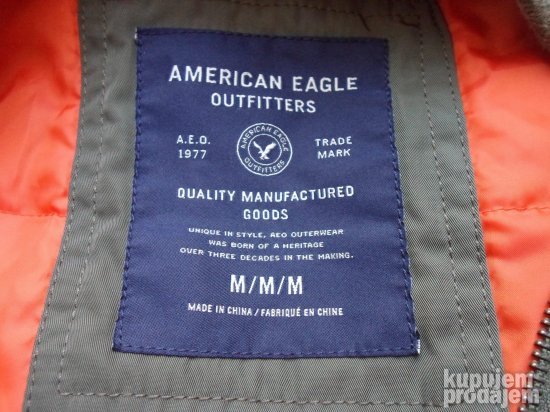 AMERICAN EAGLE
OUTFITTERS
A.E.O. 1977
AMERICAN EAGLE OUTFITTERS
TRADE MARK
QUALITY MANUFACTURED
GOODS
UNIQUE IN STYLE, AEO OUTERWEAR
WAS BORN OF A HERITAGE
OVER THREE DECADES IN THE MAKING.
M/M/M
MADE IN CHINA / FABRIQUÉ EN CHINE
kupujem
prodajem